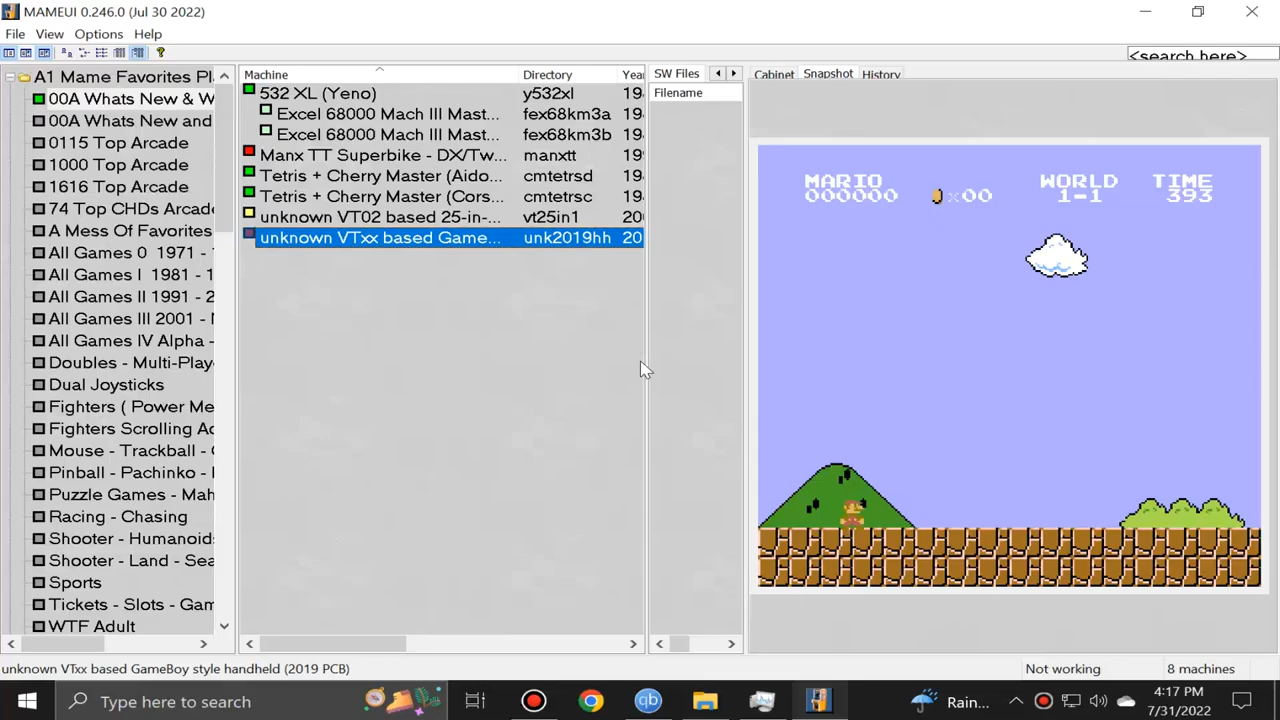 MAMEUI 0.246.0 (Jul 30 2022)
File View Options Help
<search here>
A1 Mame Favorites Pl
00A Whats New & W
00A Whats New and
0115 Top Arcade
1000 Top Arcade
1616 Top Arcade
74 Top CHDs Arcade
A Mess Of Favorites
All Games 0 1971 -
All Games I 1981 - 1
All Games II 1991 - 2
All Games III 2001 -
All Games IV Alpha -
Doubles - Multi-Playe
Dual Joysticks
Fighters ( Power Me
Fighters Scrolling Ac
Mouse - Trackball -
Pinball - Pachinko -
Puzzle Games - Mah
Racing - Chasing
Shooter - Humanoids
Shooter - Land - Sea
Sports
Tickets - Slots - Gam
WTF Adult
Machine Directory Yea
532 XL (Yeno) y532xl 19
Excel 68000 Mach III Mast... fex68km3a 19
Excel 68000 Mach III Mast... fex68km3b 19
Manx TT Superbike - DX/Tw... manxtt 19
Tetris + Cherry Master (Aido... cmtetrsd 19
Tetris + Cherry Master (Cors... cmtetrsc 19
unknown VT02 based 25-in-... vt25in1 20
unknown VTxx based Game... unk2019hh 20
SW Files
Filename
Cabinet Snapshot History
MARIO WORLD TIME
000000 x00 1-1 393
unknown VTxx based GameBoy style handheld (2019 PCB) Not working 8 machines
Type here to search
qb
Rain...
4:17 PM
7/31/2022